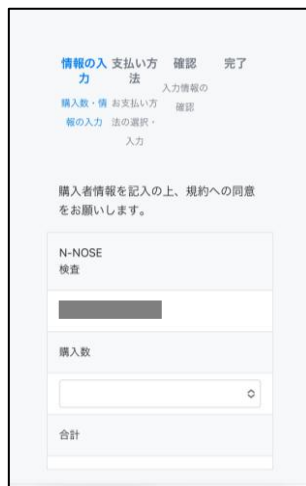 情報の入力
購入数・情報の入力
支払い方法
お支払い方法の選択・入力
確認
入力情報の確認
完了
購入者情報を記入の上、規約への同意
をお願いします。
N-NOSE
検査
購入数
合計